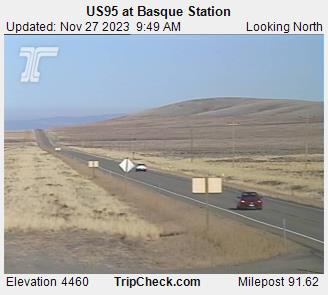 US95 at Basque Station
Updated: Nov 27 2023 9:49 AM Looking North
Elevation 4460 TripCheck.com Milepost 91.62